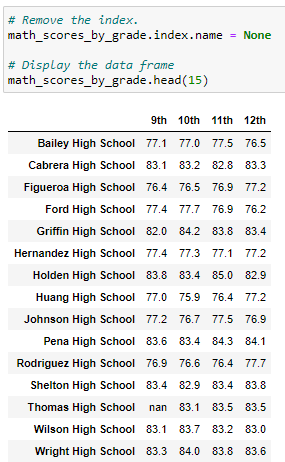 # Remove the index.
math_scores_by_grade.index.name = None
# Display the data frame
math_scores_by_grade.head(15)
9th 10th 11th 12th
Bailey High School 77.1 77.0 77.5 76.5
Cabrera High School 83.1 83.2 82.8 83.3
Figueroa High School 76.4 76.5 76.9 77.2
Ford High School 77.4 77.7 76.9 76.2
Griffin High School 82.0 84.2 83.8 83.4
Hernandez High School 77.4 77.3 77.1 77.2
Holden High School 83.8 83.4 85.0 82.9
Huang High School 77.0 75.9 76.4 77.2
Johnson High School 77.2 76.7 77.5 76.9
Pena High School 83.6 83.4 84.3 84.1
Rodriguez High School 76.9 76.6 76.4 77.7
Shelton High School 83.4 82.9 83.4 83.8
Thomas High School nan 83.1 83.5 83.5
Wilson High School 83.1 83.7 83.2 83.0
Wright High School 83.3 84.0 83.8 83.6